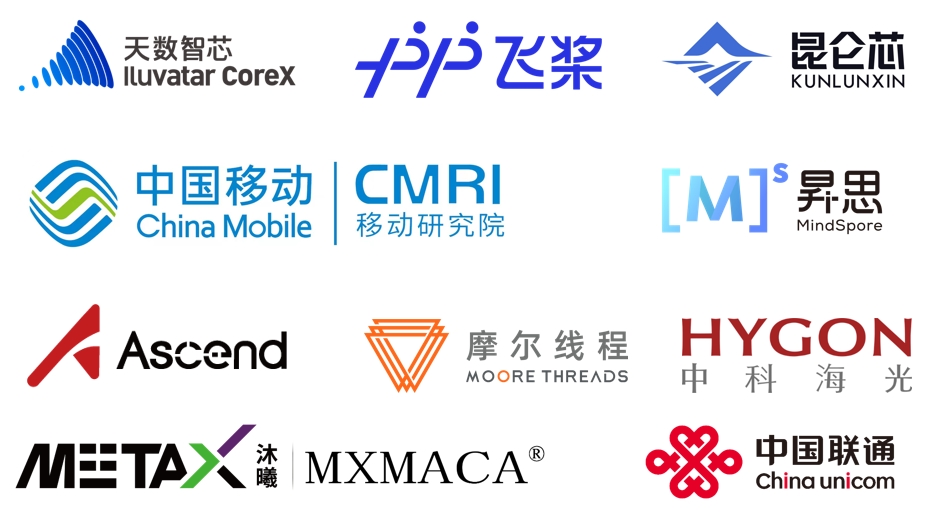 天数智芯
Iluvatar CoreX
飞桨
昆仑芯
KUNLUNXIN
中国移动
China Mobile
CMRI
移动研究院
[M]s
昇思
MindSpore
Ascend
摩尔线程
MOORE THREADS
HYGON
中科海光
METAX
沐曦
MXMACA®
中国联通
China unicom